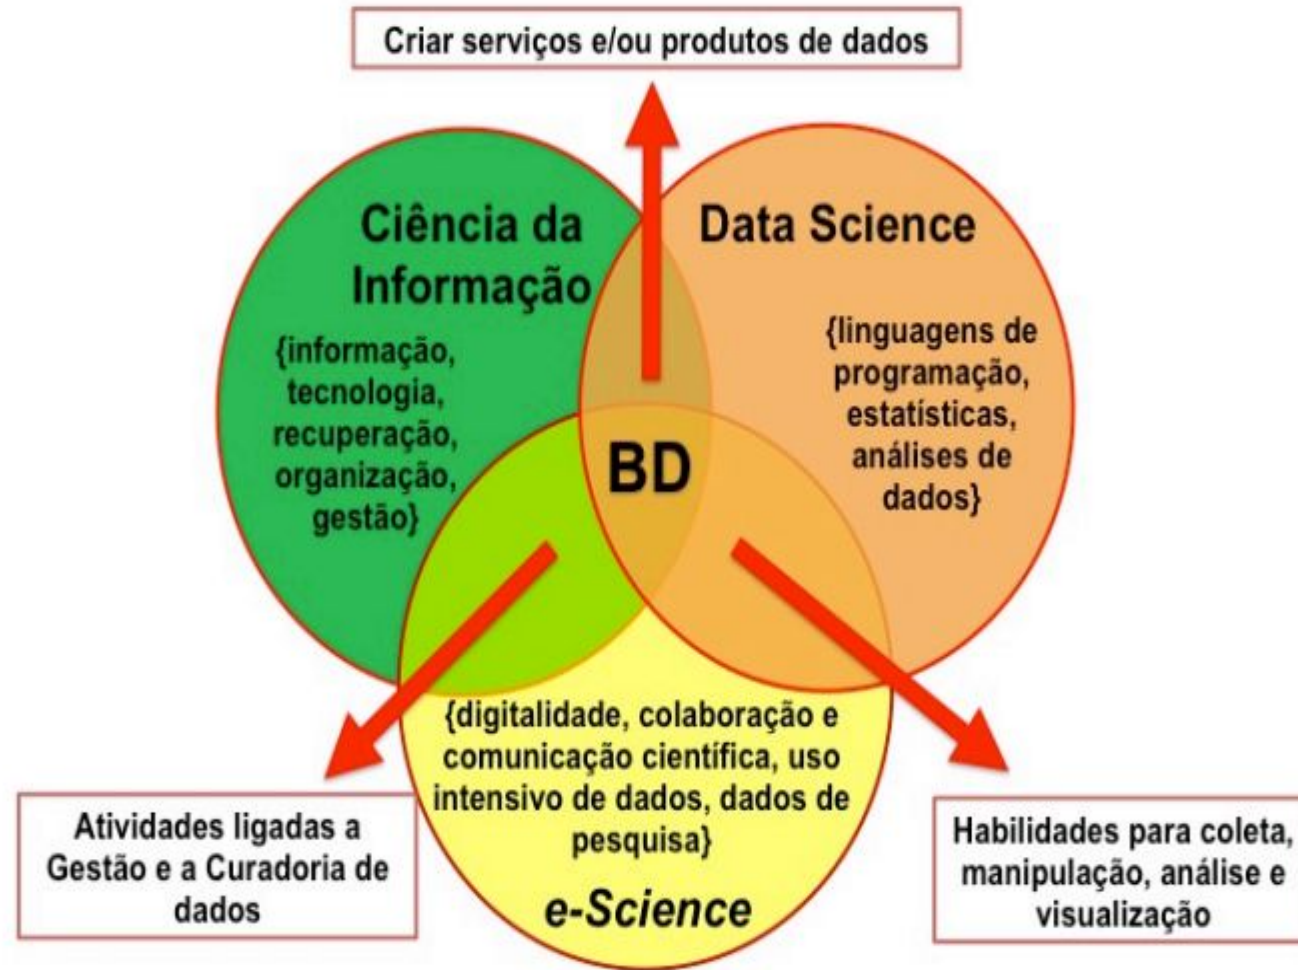 Criar serviços e/ou produtos de dados
Ciência da
Informação
{informação,
tecnologia,
recuperação,
organização,
gestão}
Data Science
{linguagens de
programação,
estatísticas,
análises de
dados}
BD
{digitalidade, colaboração e
comunicação científica, uso
intensivo de dados, dados de
pesquisa}
e-Science
Atividades ligadas a
Gestão e a Curadoria de
dados
Habilidades para coleta,
manipulação, análise e
visualização